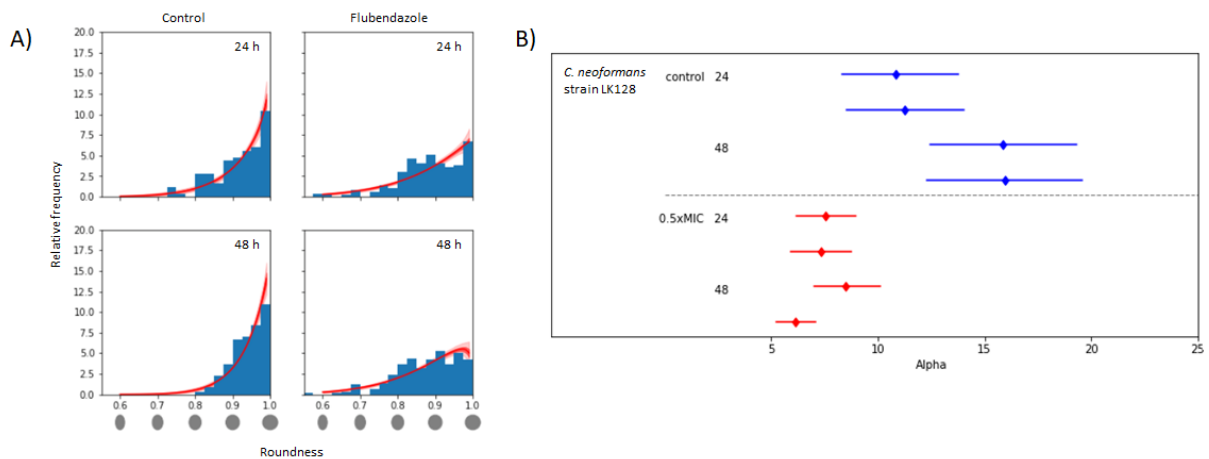 A)
Control
Flubendazole
Relative frequency
20.0
17.5
15.0
12.5
10.0
7.5
5.0
2.5
0.0
24 h
24 h
20.0
17.5
15.0
12.5
10.0
7.5
5.0
2.5
0.0
48 h
48 h
0.6 0.7 0.8 0.9 1.0
0.6 0.7 0.8 0.9 1.0
Roundness
B)
C. neoformans
strain LK128
control 24
48
0.5xMIC 24
48
5 10 15 20 25
Alpha